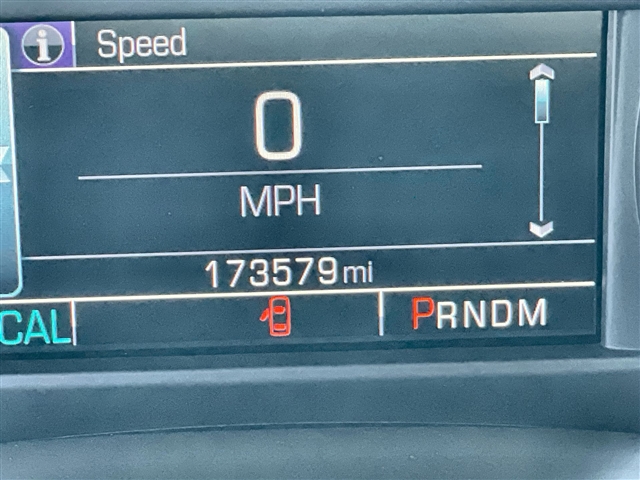 i Speed
0
MPH
173579 mi
CAL
PRNDM